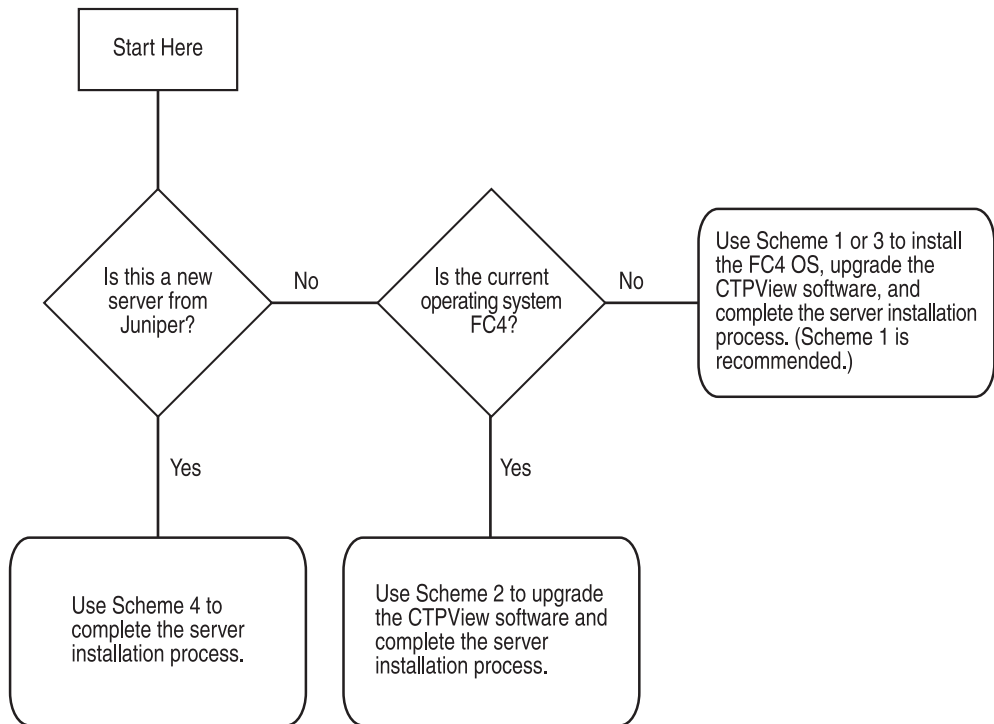 Start Here
Is this a new
server from
Juniper?
No
Is the current
operating system
FC4?
No
Use Scheme 1 or 3 to install
the FC4 OS, upgrade the
CTPView software, and
complete the server installation
process. (Scheme 1 is
recommended.)
Yes
Yes
Use Scheme 4 to
complete the server
installation process.
Use Scheme 2 to upgrade
the CTPView software and
complete the server
installation process.